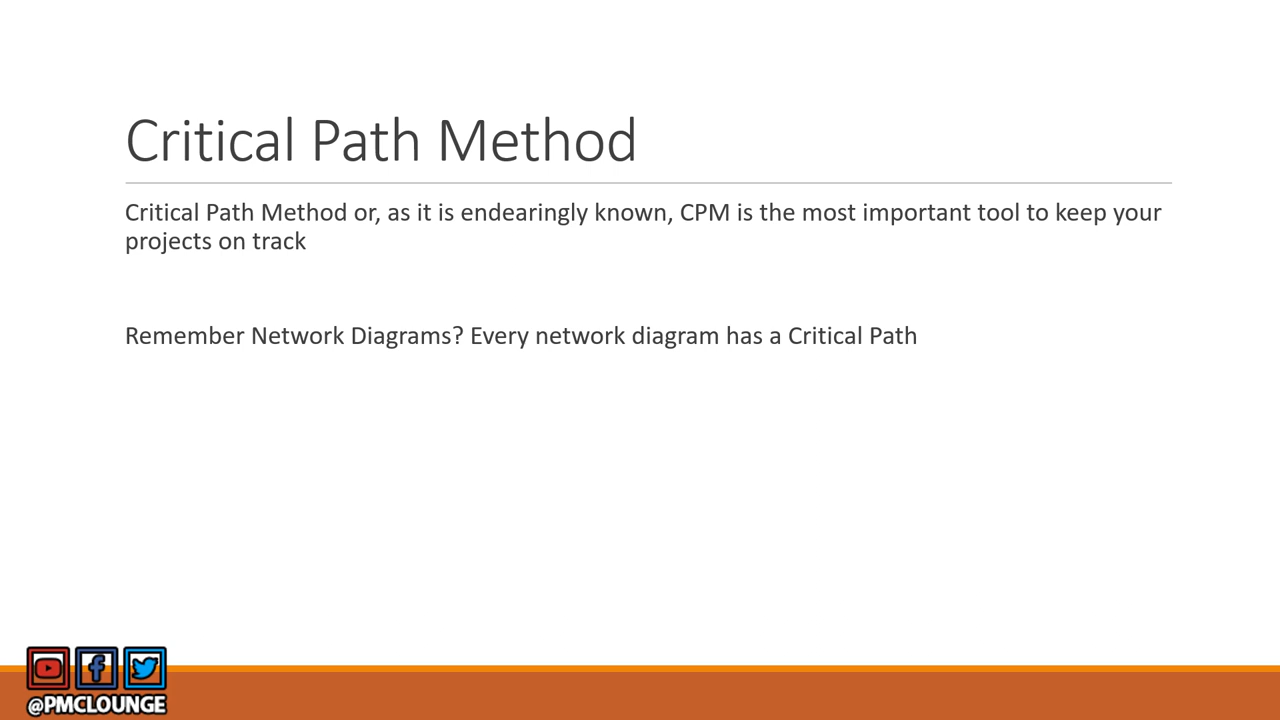 Critical Path Method
Critical Path Method or, as it is endearingly known, CPM is the most important tool to keep your
projects on track
Remember Network Diagrams? Every network diagram has a Critical Path
@PMCLOUNGE